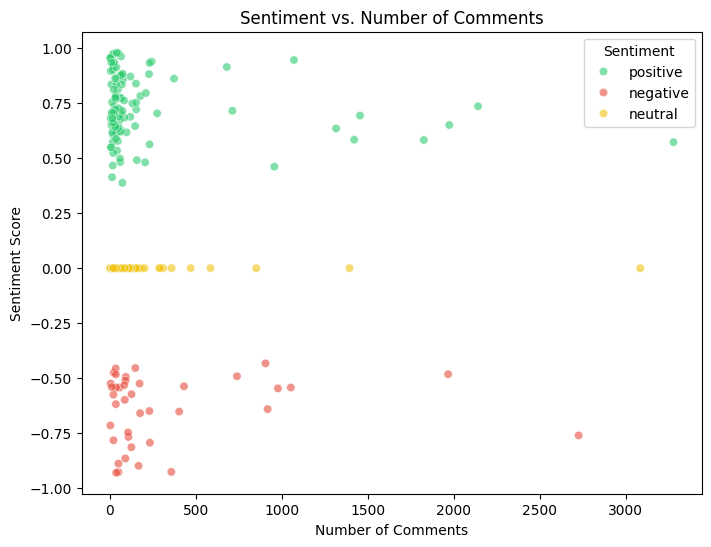 Sentiment vs. Number of Comments
Sentiment
positive
negative
neutral
1.00
0.75
0.50
0.25
0.00
−0.25
−0.50
−0.75
−1.00
Sentiment Score
0
500
1000
1500
2000
2500
3000
Number of Comments